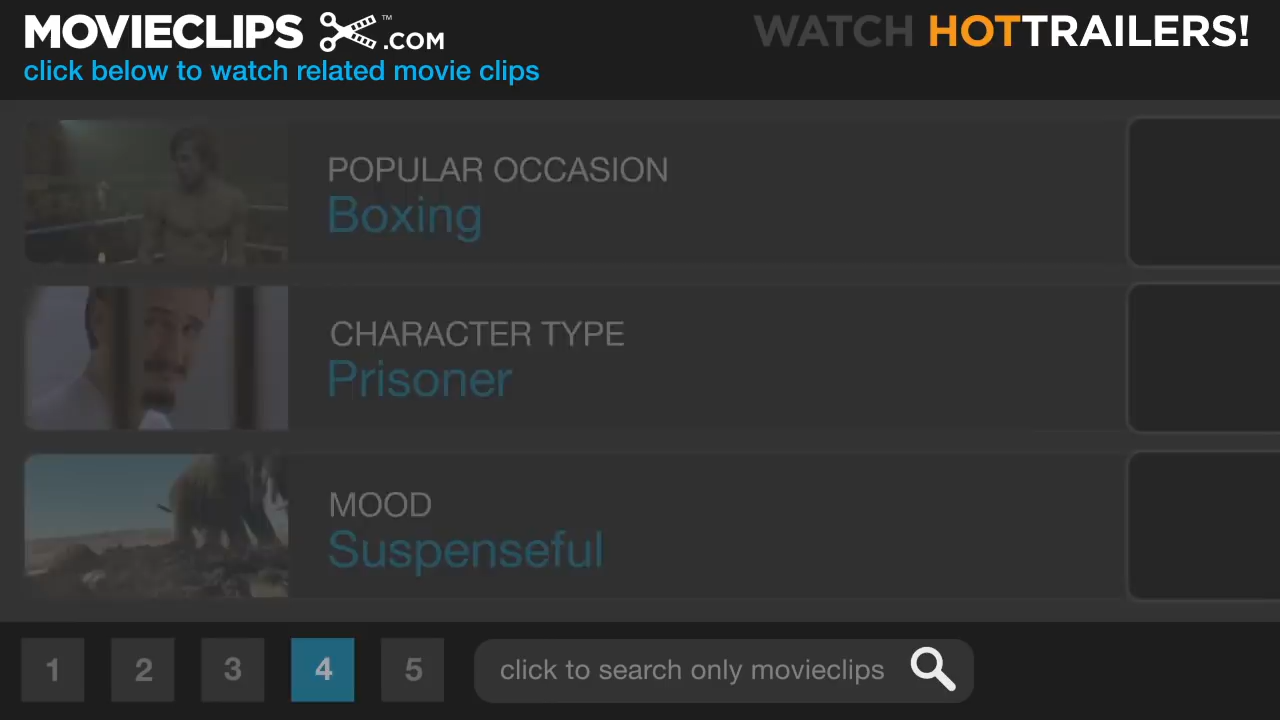 MOVIECLIPS ™.COM
WATCH HOTTRAILERS!
click below to watch related movie clips
POPULAR OCCASION
Boxing
CHARACTER TYPE
Prisoner
MOOD
Suspenseful
1 2 3 4 5 click to search only movieclips